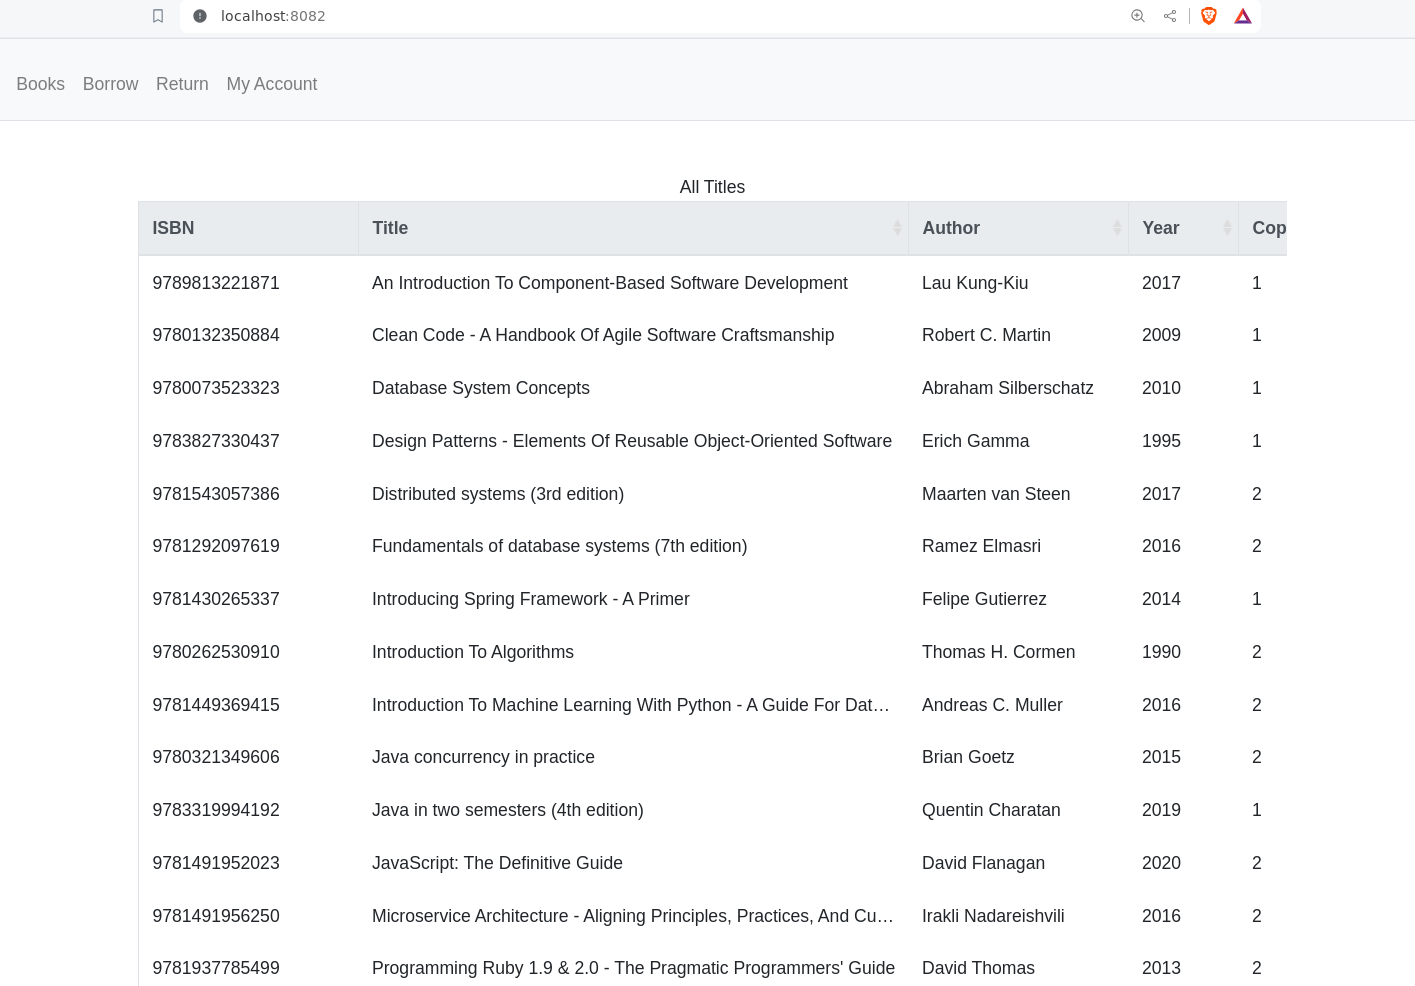 localhost:8082
Books Borrow Return My Account
All Titles
ISBN Title Author Year Cop
9789813221871 An Introduction To Component-Based Software Development Lau Kung-Kiu 2017 1
9780132350884 Clean Code - A Handbook Of Agile Software Craftsmanship Robert C. Martin 2009 1
9780073523323 Database System Concepts Abraham Silberschatz 2010 1
9783827330437 Design Patterns - Elements Of Reusable Object-Oriented Software Erich Gamma 1995 1
9781543057386 Distributed systems (3rd edition) Maarten van Steen 2017 2
9781292097619 Fundamentals of database systems (7th edition) Ramez Elmasri 2016 2
9781430265337 Introducing Spring Framework - A Primer Felipe Gutierrez 2014 1
9780262530910 Introduction To Algorithms Thomas H. Cormen 1990 2
9781449369415 Introduction To Machine Learning With Python - A Guide For Dat… Andreas C. Muller 2016 2
9780321349606 Java concurrency in practice Brian Goetz 2015 2
9783319994192 Java in two semesters (4th edition) Quentin Charatan 2019 1
9781491952023 JavaScript: The Definitive Guide David Flanagan 2020 2
9781491956250 Microservice Architecture - Aligning Principles, Practices, And Cu… Irakli Nadareishvili 2016 2
9781937785499 Programming Ruby 1.9 & 2.0 - The Pragmatic Programmers' Guide David Thomas 2013 2